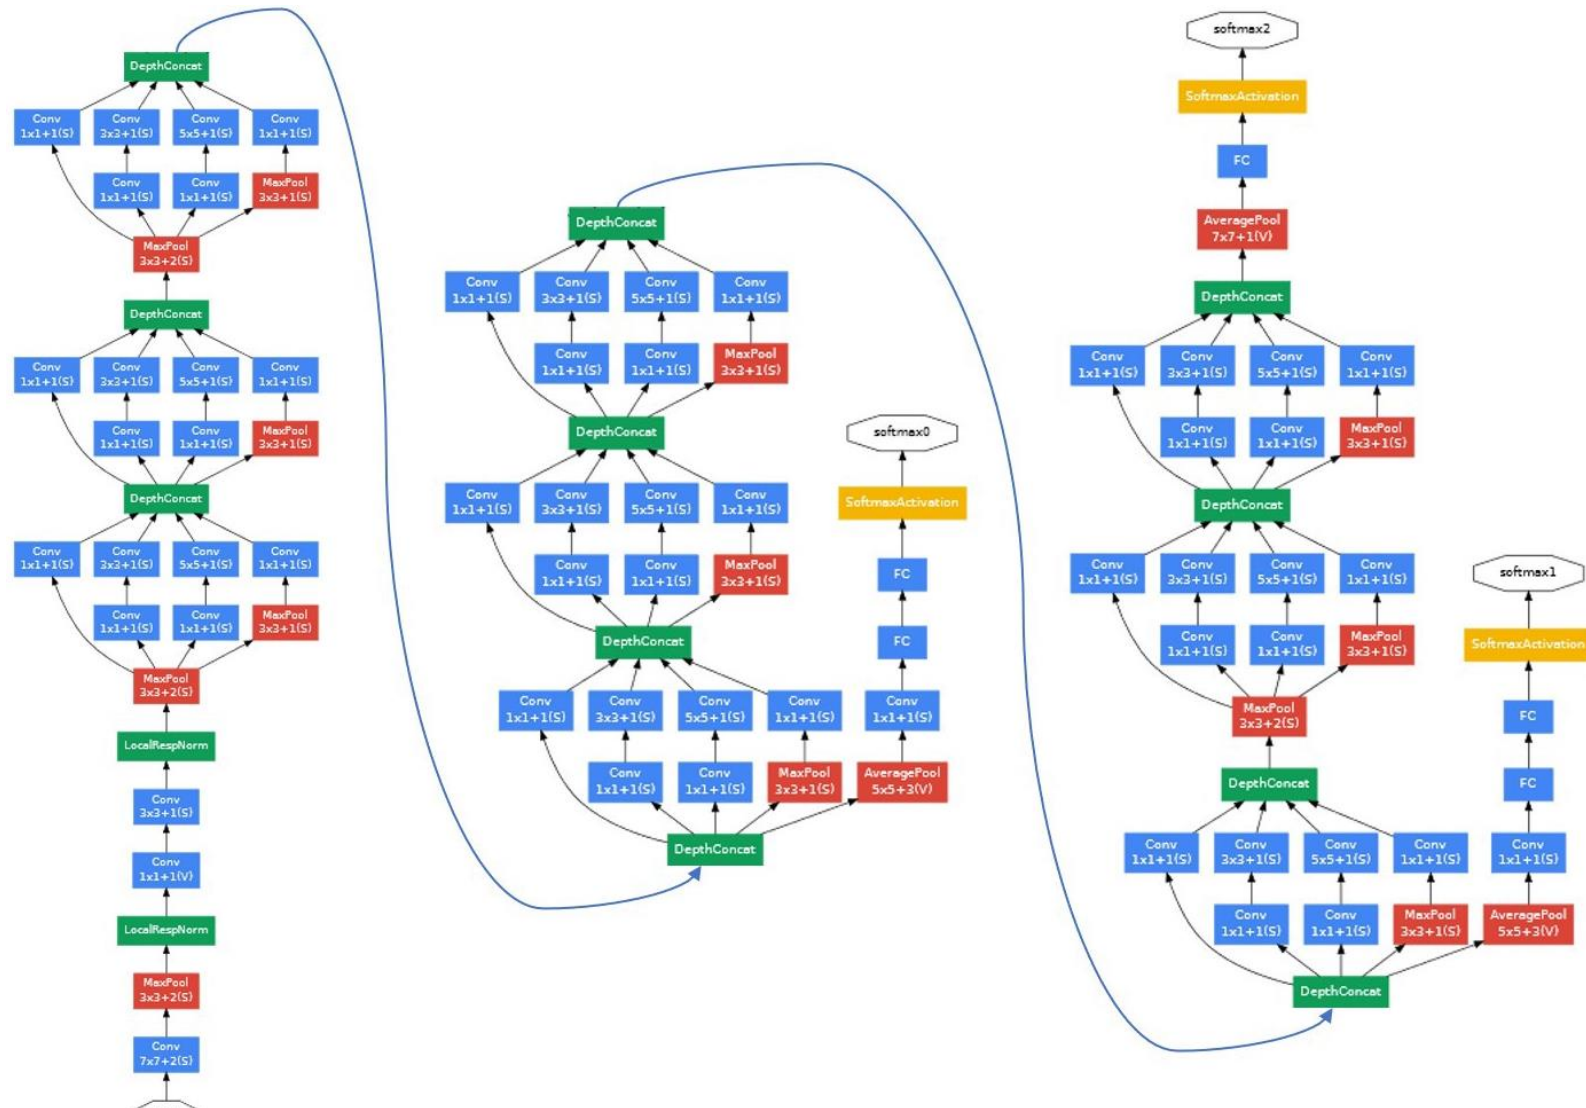 DepthConcat
Conv Conv Conv Conv
1x1+1(S) 3x3+1(S) 5x5+1(S) 1x1+1(S)
Conv Conv MaxPool
1x1+1(S) 1x1+1(S) 3x3+1(S)
MaxPool
3x3+2(S)
DepthConcat
Conv Conv Conv Conv
1x1+1(S) 3x3+1(S) 5x5+1(S) 1x1+1(S)
Conv Conv MaxPool
1x1+1(S) 1x1+1(S) 3x3+1(S)
DepthConcat
Conv Conv Conv Conv
1x1+1(S) 3x3+1(S) 5x5+1(S) 1x1+1(S)
Conv Conv MaxPool
1x1+1(S) 1x1+1(S) 3x3+1(S)
MaxPool
3x3+2(S)
LocalRespNorm
Conv
3x3+1(S)
Conv
1x1+1(V)
LocalRespNorm
MaxPool
3x3+2(S)
Conv
7x7+2(S)
DepthConcat
Conv Conv Conv Conv
1x1+1(S) 3x3+1(S) 5x5+1(S) 1x1+1(S)
Conv Conv MaxPool
1x1+1(S) 1x1+1(S) 3x3+1(S)
DepthConcat
Conv Conv Conv Conv
1x1+1(S) 3x3+1(S) 5x5+1(S) 1x1+1(S)
Conv Conv MaxPool
1x1+1(S) 1x1+1(S) 3x3+1(S)
DepthConcat
Conv Conv Conv Conv
1x1+1(S) 3x3+1(S) 5x5+1(S) 1x1+1(S)
Conv Conv MaxPool
1x1+1(S) 1x1+1(S) 3x3+1(S)
DepthConcat
softmax0
SoftmaxActivation
FC
FC
Conv
1x1+1(S)
AveragePool
5x5+3(V)
softmax2
SoftmaxActivation
FC
AveragePool
7x7+1(V)
DepthConcat
Conv Conv Conv Conv
1x1+1(S) 3x3+1(S) 5x5+1(S) 1x1+1(S)
Conv Conv MaxPool
1x1+1(S) 1x1+1(S) 3x3+1(S)
DepthConcat
Conv Conv Conv Conv
1x1+1(S) 3x3+1(S) 5x5+1(S) 1x1+1(S)
Conv Conv MaxPool
1x1+1(S) 1x1+1(S) 3x3+1(S)
MaxPool
3x3+2(S)
DepthConcat
Conv Conv Conv Conv
1x1+1(S) 3x3+1(S) 5x5+1(S) 1x1+1(S)
Conv Conv MaxPool
1x1+1(S) 1x1+1(S) 3x3+1(S)
DepthConcat
softmax1
SoftmaxActivation
FC
FC
Conv
1x1+1(S)
AveragePool
5x5+3(V)